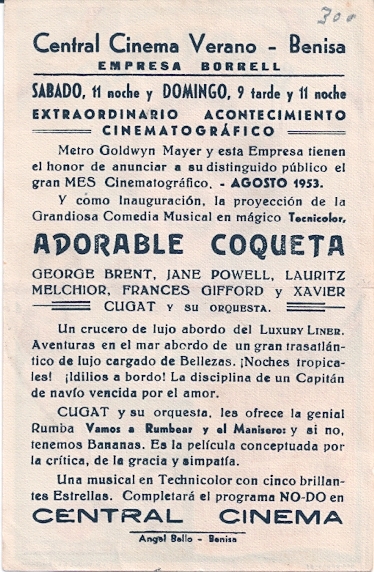 300
Central Cinema Verano - Benisa
EMPRESA BORRELL
SABADO, 11 noche y DOMINGO, 9 tarde y 11 noche
EXTRAORDINARIO ACONTECIMIENTO
CINEMATOGRÁFICO
Metro Goldwyn Mayer y esta Empresa tienen
el honor de anunciar a su distinguido público el
gran MES Cinematográfico. - AGOSTO 1953.
Y como Inauguración, la proyección de la
Grandiosa Comedia Musical en mágico Tecnicolor,
ADORABLE COQUETA
GEORGE BRENT, JANE POWELL, LAURITZ
MELCHIOR, FRANCES GIFFORD y XAVIER
CUGAT Y SU ORQUESTA.
Un crucero de lujo abordo del LUXURY LINER.
Aventuras en el mar abordo de un gran trasatlán-
tico de lujo cargado de Bellezas. ¡Noches tropica-
les! ¡Idilios a bordo! La disciplina de un Capitán
de navío vencida por el amor.
CUGAT y su orquesta, les ofrece la genial
Rumba Vamos a Rumbear y el Manisero: y si no,
tenemos Bananas. Es la película conceptuada por
la crítica, de la gracia y simpatía.
Una musical en Technicolor con cinco brillan-
tes Estrellas. Completará el programa NO-DO en
CENTRAL CINEMA
Angel Bello - Benisa